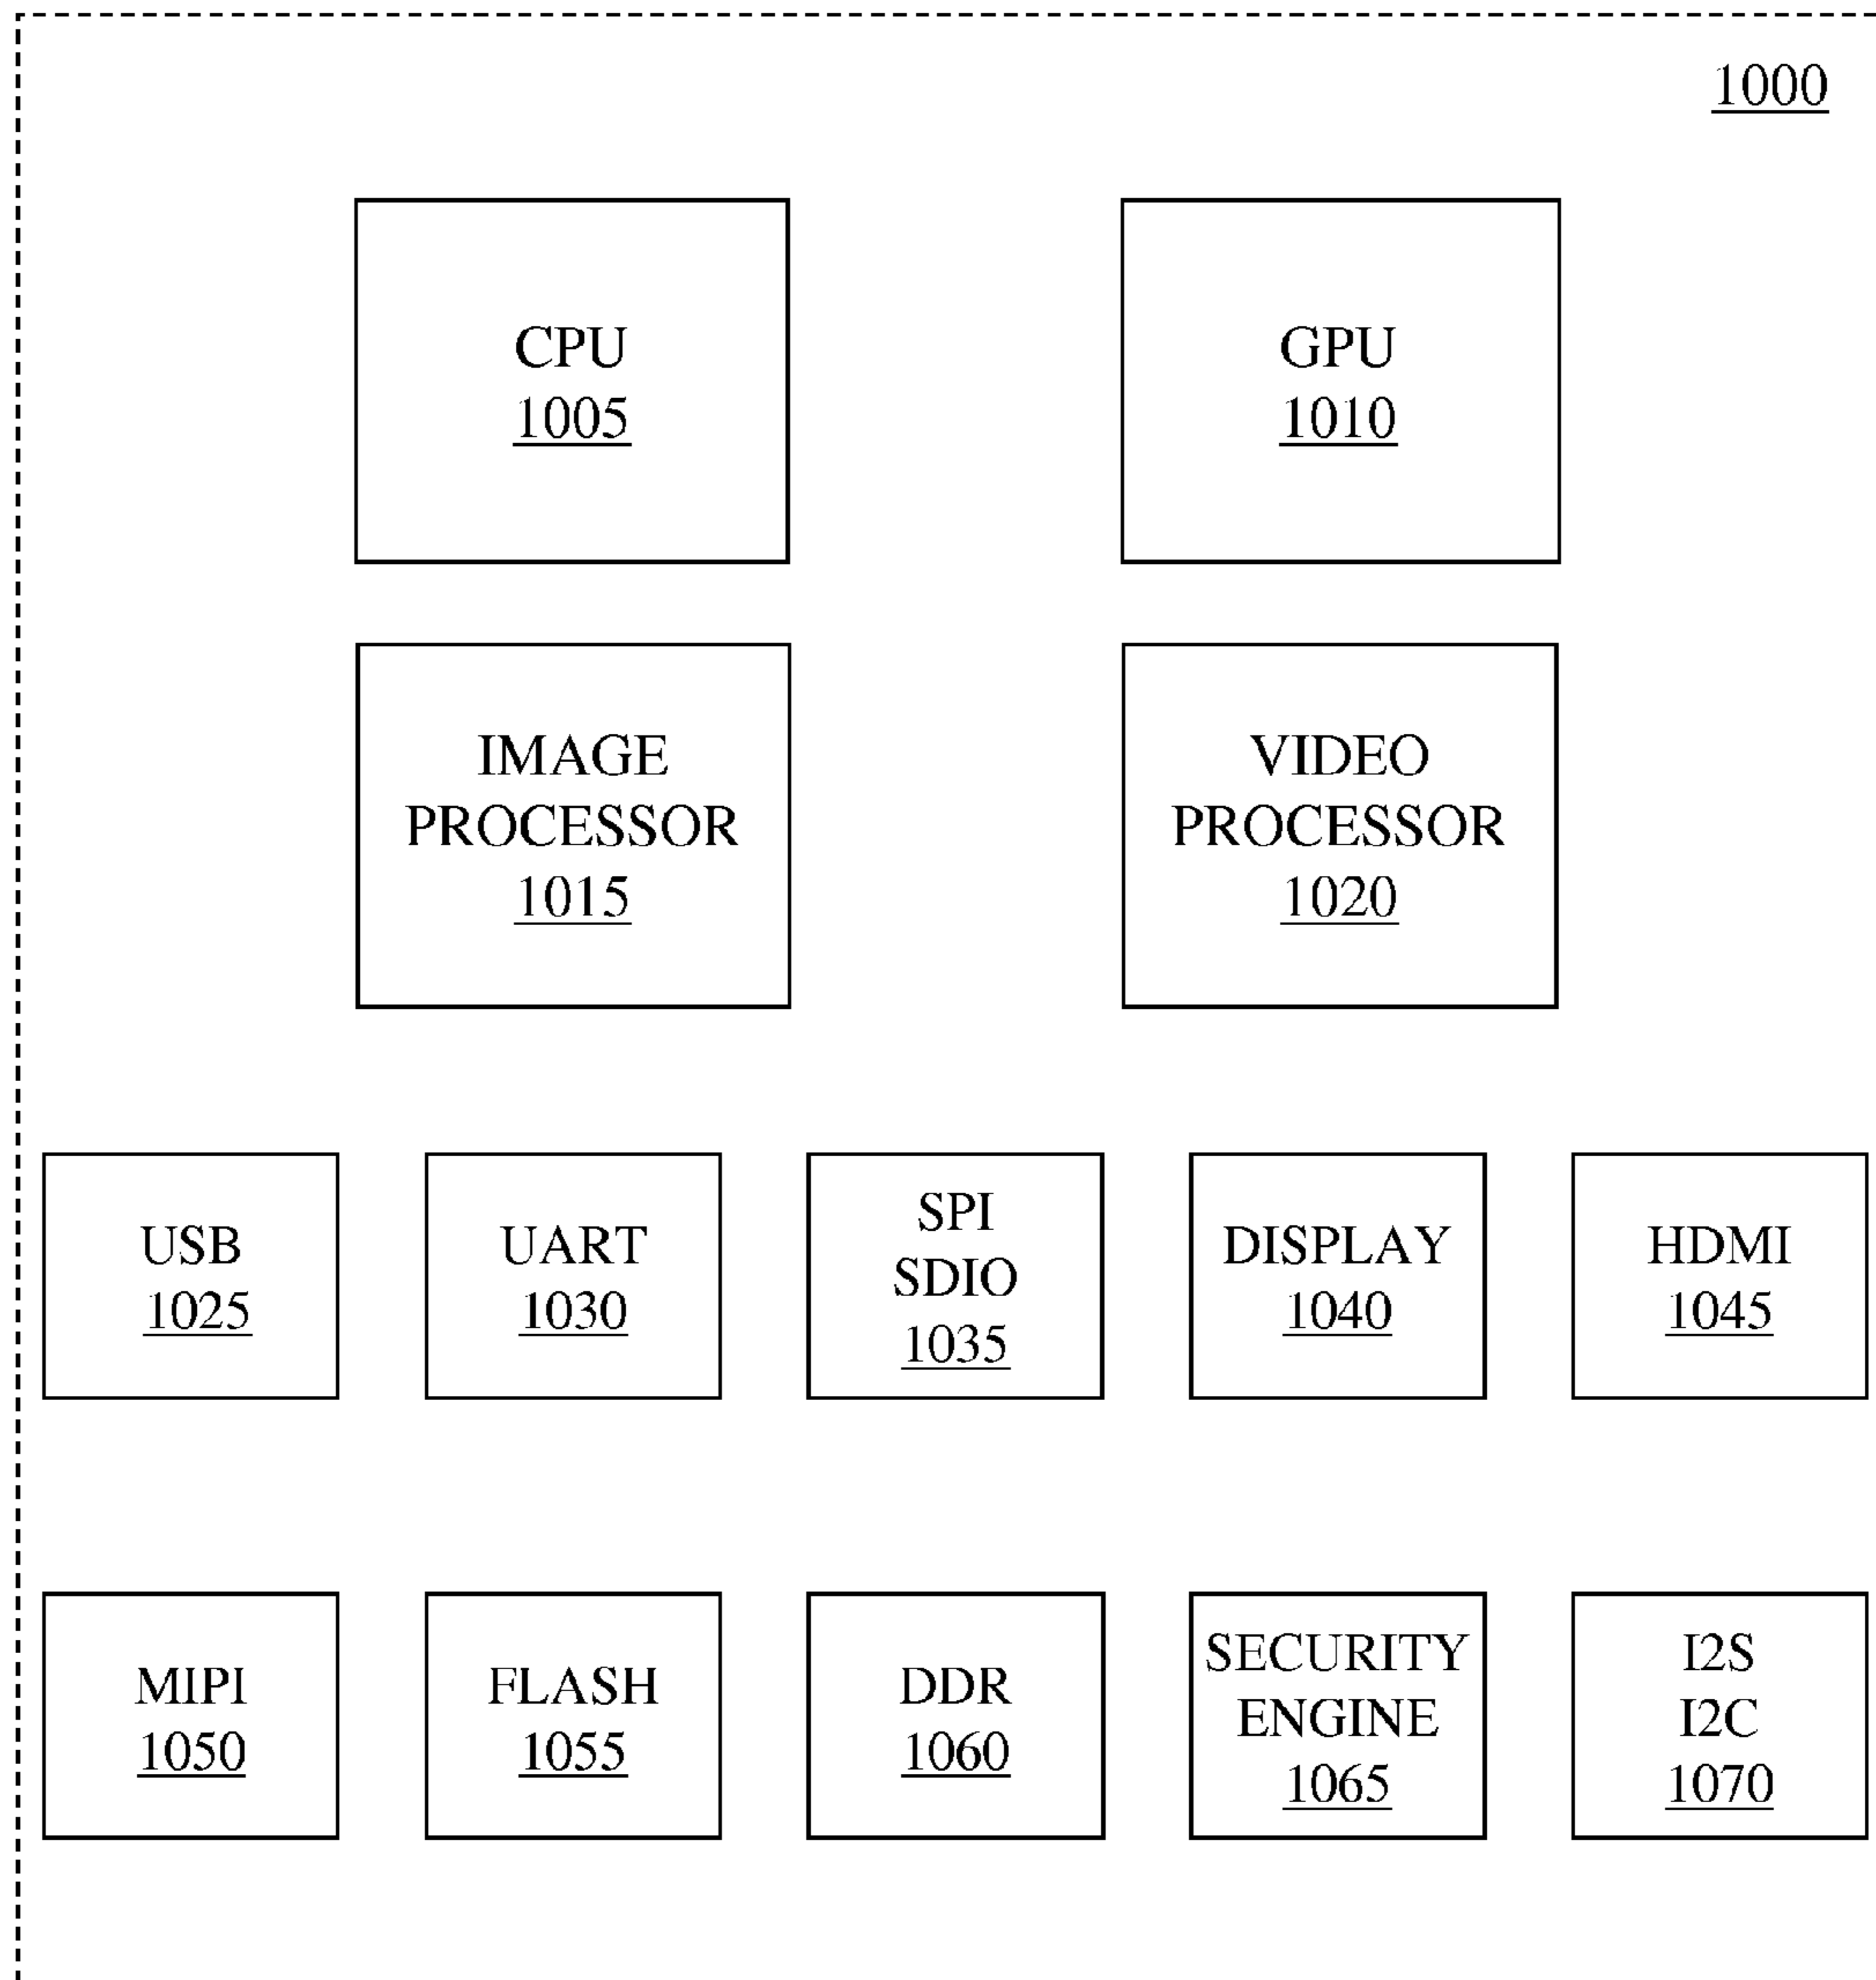 1000
CPU
1005
GPU
1010
IMAGE
PROCESSOR
1015
VIDEO
PROCESSOR
1020
USB
1025
UART
1030
SPI
SDIO
1035
DISPLAY
1040
HDMI
1045
MIPI
1050
FLASH
1055
DDR
1060
SECURITY
ENGINE
1065
I2S
I2C
1070